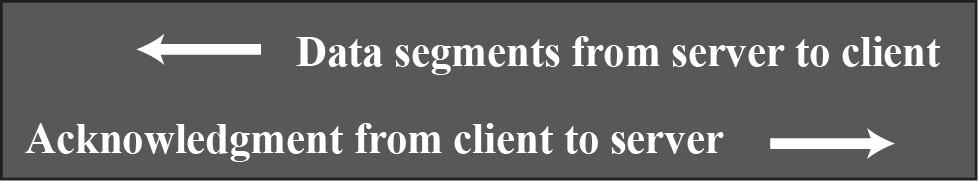 Data segments from server to client
Acknowledgment from client to server